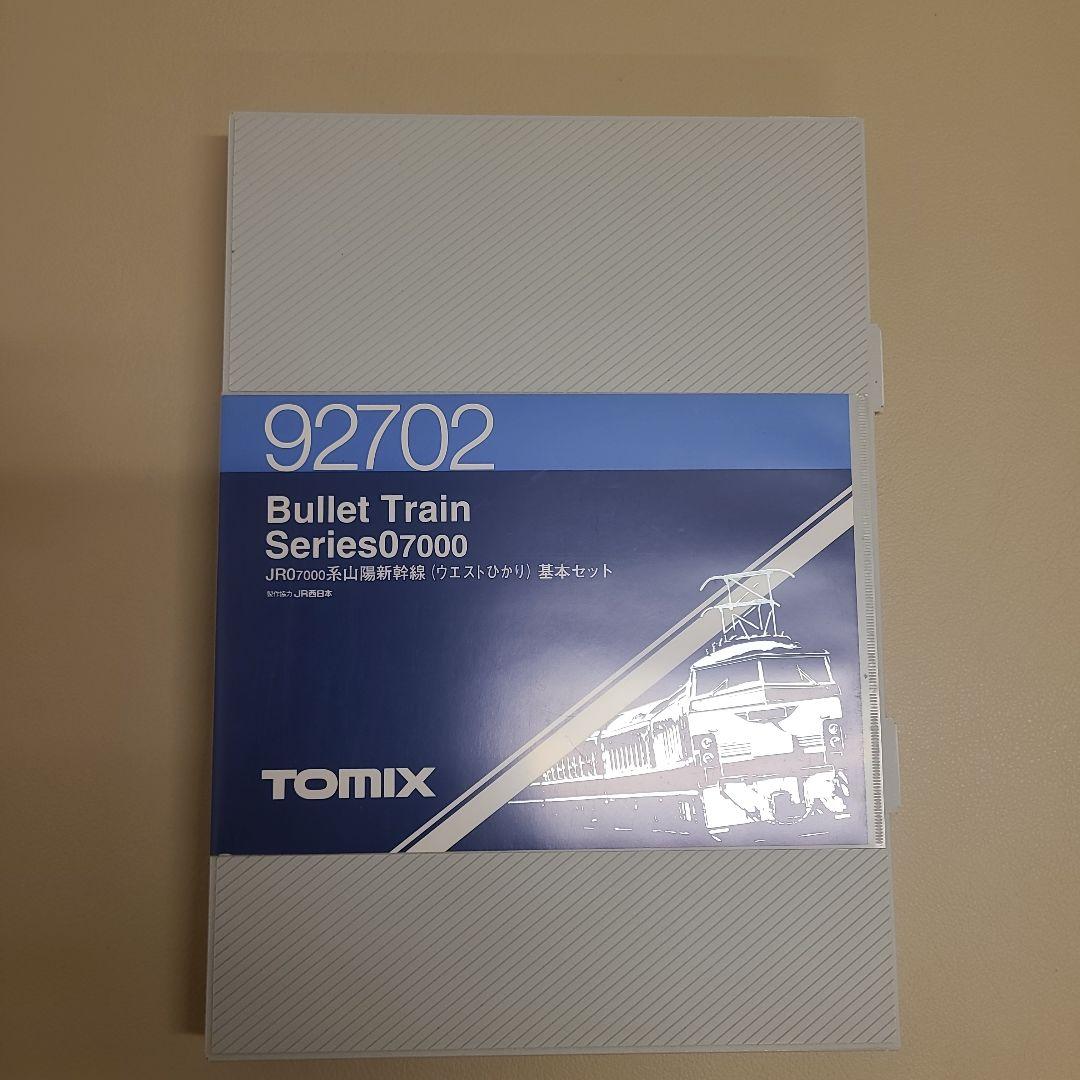 92702
Bullet Train
Series07000
JR07000系山陽新幹線（ウエストひかり）基本セット
製作協力 JR西日本
TOMIX